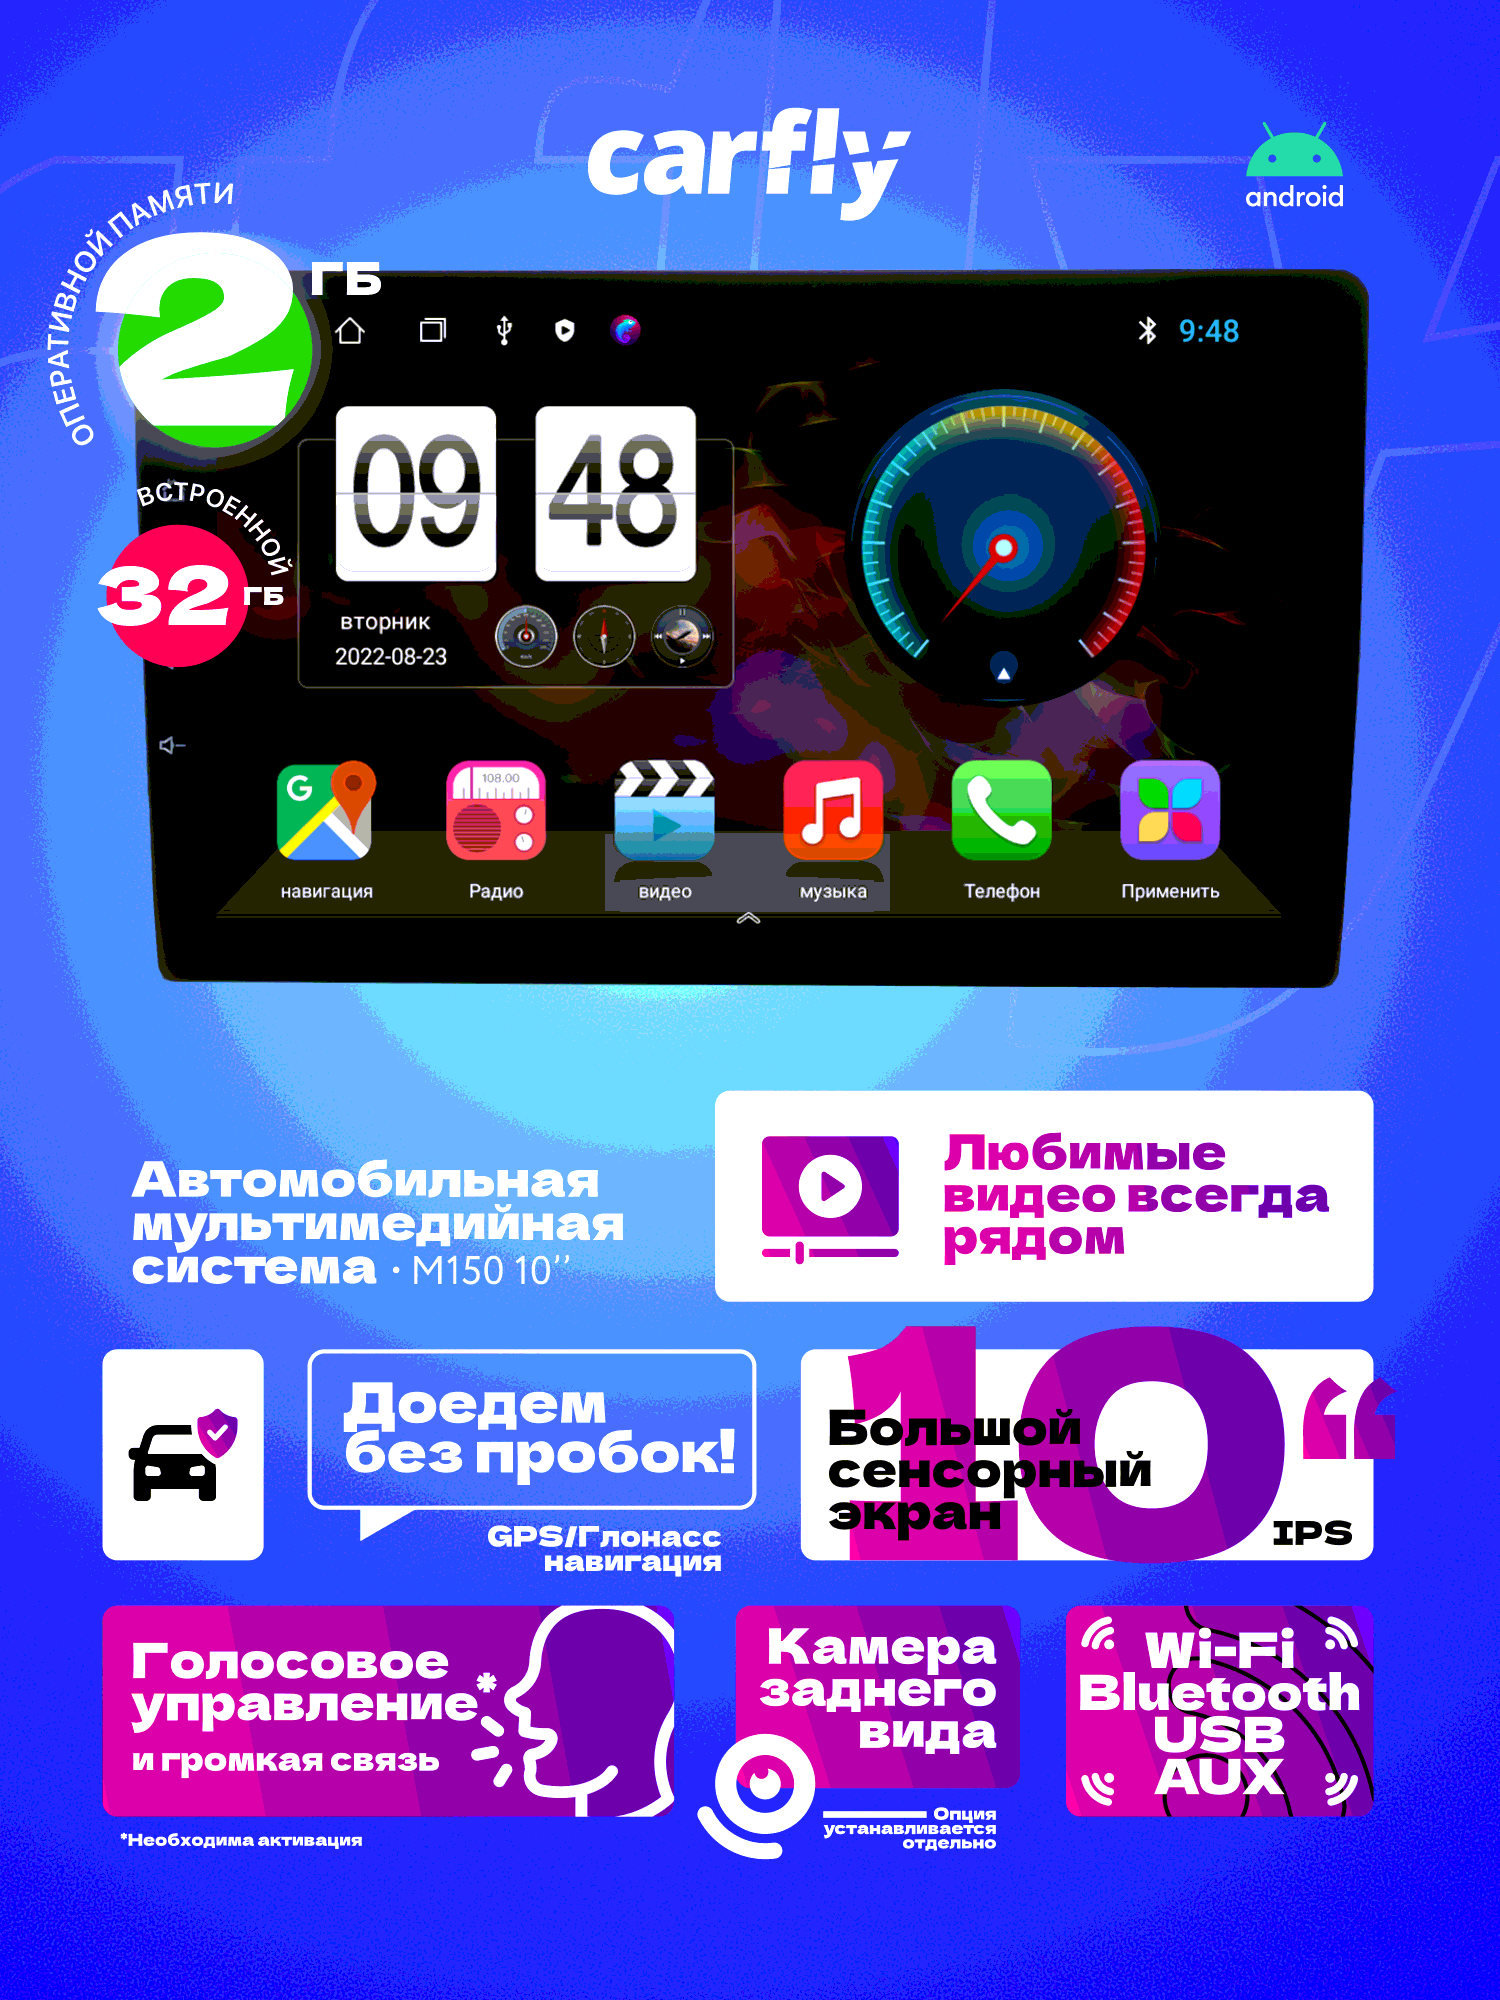 carfly
android
ОПЕРАТИВНОЙ ПАМЯТИ
2 ГБ
9:48
09 48
ВСТРОЕННОЙ
32 ГБ
вторник
2022-08-23
G
108.00
навигация Радио видео музыка Телефон Применить
Автомобильная
мультимедийная
система · M150 10’’
Любимые
видео всегда
рядом
Доедем
без пробок!
GPS/Глонасс
навигация
10“
Большой
сенсорный
экран
IPS
Голосовое
управление*
и громкая связь
*Необходима активация
Камера
заднего
вида
Опция
устанавливается
отдельно
Wi-Fi
Bluetooth
USB
AUX